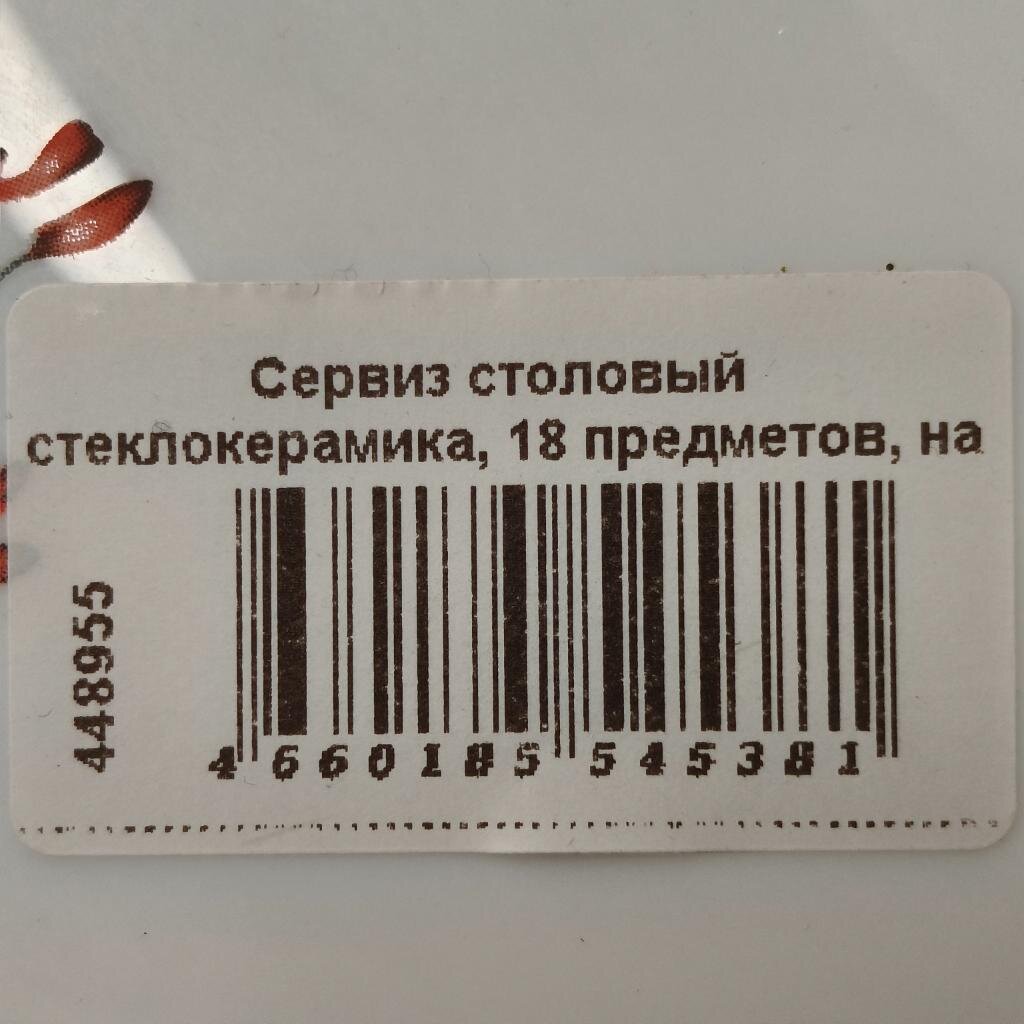 Сервиз столовый
стеклокерамика, 18 предметов, на
448955
4 660185 545381